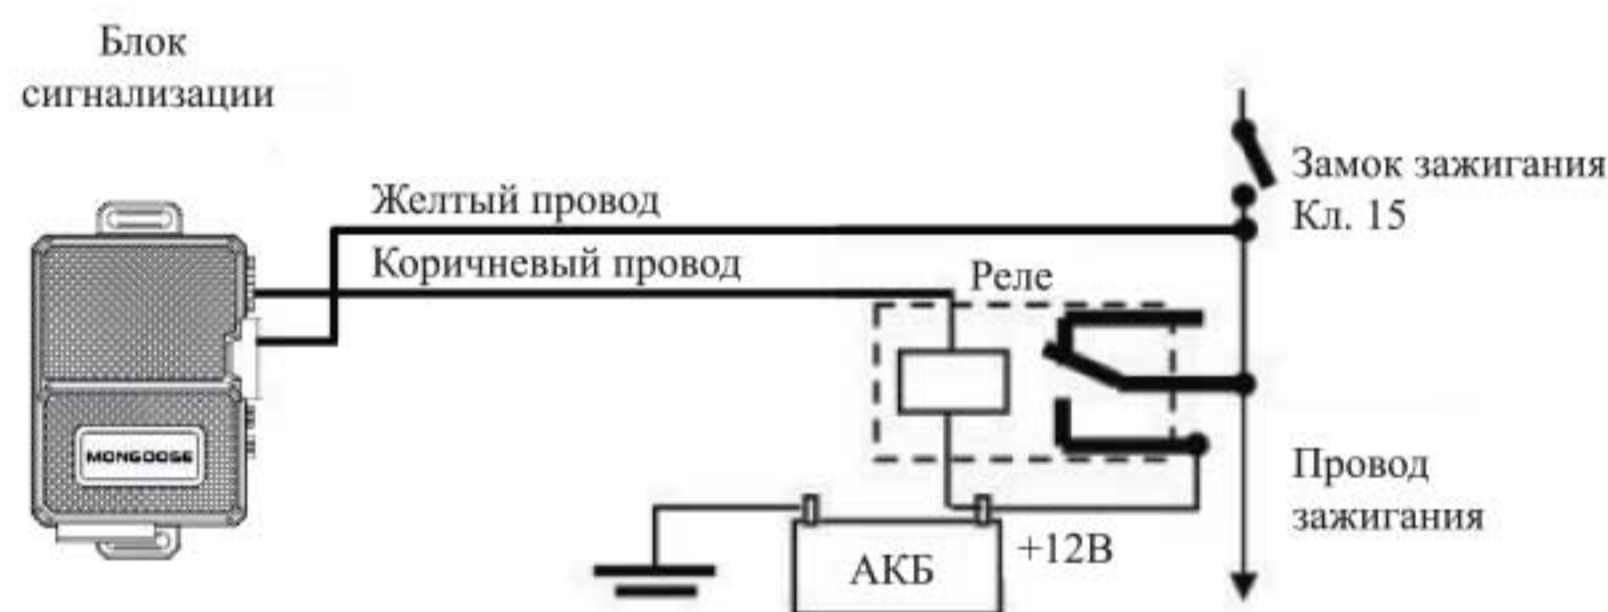 Блок
сигнализации
Желтый провод
Замок зажигания
Кл. 15
Коричневый провод
Реле
MONGOOSE
Провод
зажигания
+12В
АКБ